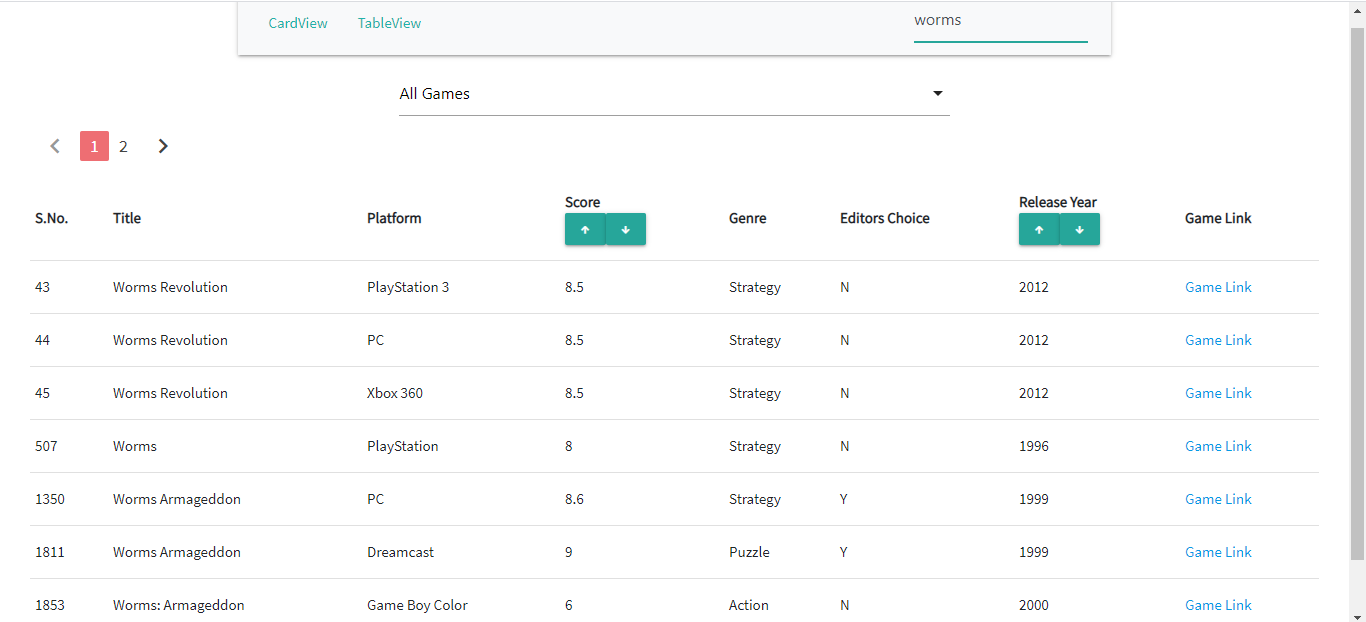 CardView TableView worms
All Games
1 2
S.No. Title Platform Score Genre Editors Choice Release Year Game Link
43 Worms Revolution PlayStation 3 8.5 Strategy N 2012 Game Link
44 Worms Revolution PC 8.5 Strategy N 2012 Game Link
45 Worms Revolution Xbox 360 8.5 Strategy N 2012 Game Link
507 Worms PlayStation 8 Strategy N 1996 Game Link
1350 Worms Armageddon PC 8.6 Strategy Y 1999 Game Link
1811 Worms Armageddon Dreamcast 9 Puzzle Y 1999 Game Link
1853 Worms: Armageddon Game Boy Color 6 Action N 2000 Game Link